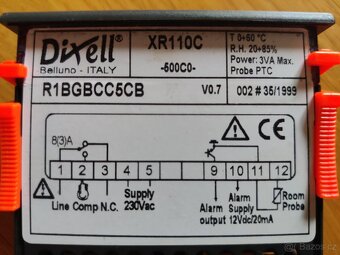 Dixell
Belluno - ITALY
XR110C
-500C0-
T 0÷60 °C
R.H. 20÷85%
Power: 3VA Max.
Probe PTC
R1BGBCC5CB
V0.7
002 # 35/1999
8(3)A
CE
1 2 3 4 5 9 10 11 12
Line Comp N.C.
Supply
230Vac
Alarm
output
Alarm
Supply
12Vdc/20mA
Room
Probe